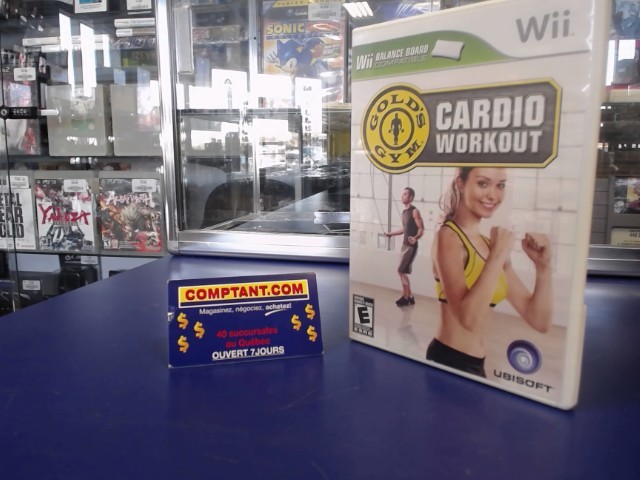 Wii
Wii BALANCE BOARD
COMPATIBLE
GOLD'S GYM
CARDIO
WORKOUT
E
UBISOFT
COMPTANT.COM
Magasinez, négociez, achetez!
40 succursales
au Québec
OUVERT 7JOURS
$
$
$
$
$
$
SONIC
YAKUZA